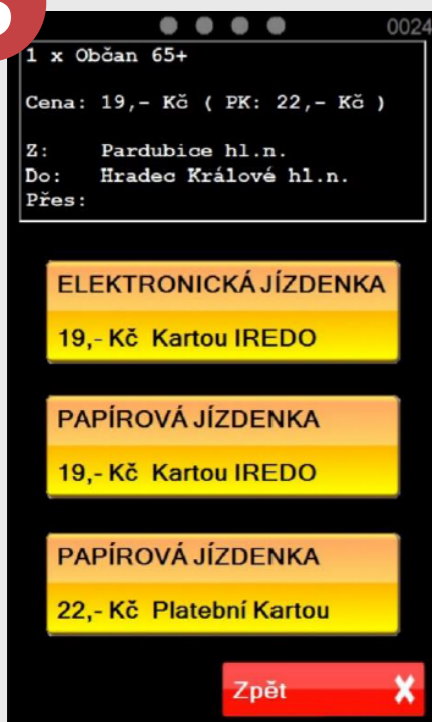 0024
1 x Občan 65+
Cena: 19,- Kč ( PK: 22,- Kč )
Z: Pardubice hl.n.
Do: Hradec Králové hl.n.
Přes:
ELEKTRONICKÁ JÍZDENKA
19,- Kč Kartou IREDO
PAPÍROVÁ JÍZDENKA
19,- Kč Kartou IREDO
PAPÍROVÁ JÍZDENKA
22,- Kč Platební Kartou
Zpět X